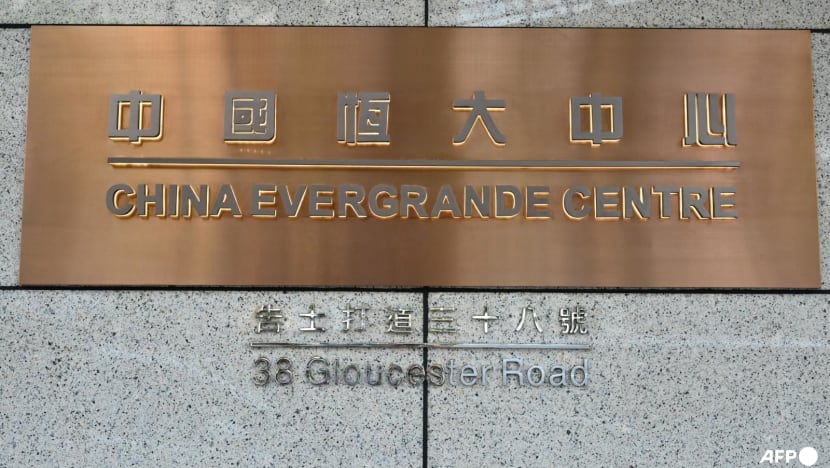 中國恆大中心
CHINA EVERGRANDE CENTRE
告士打道三十八號
38 Gloucester Road
AFP